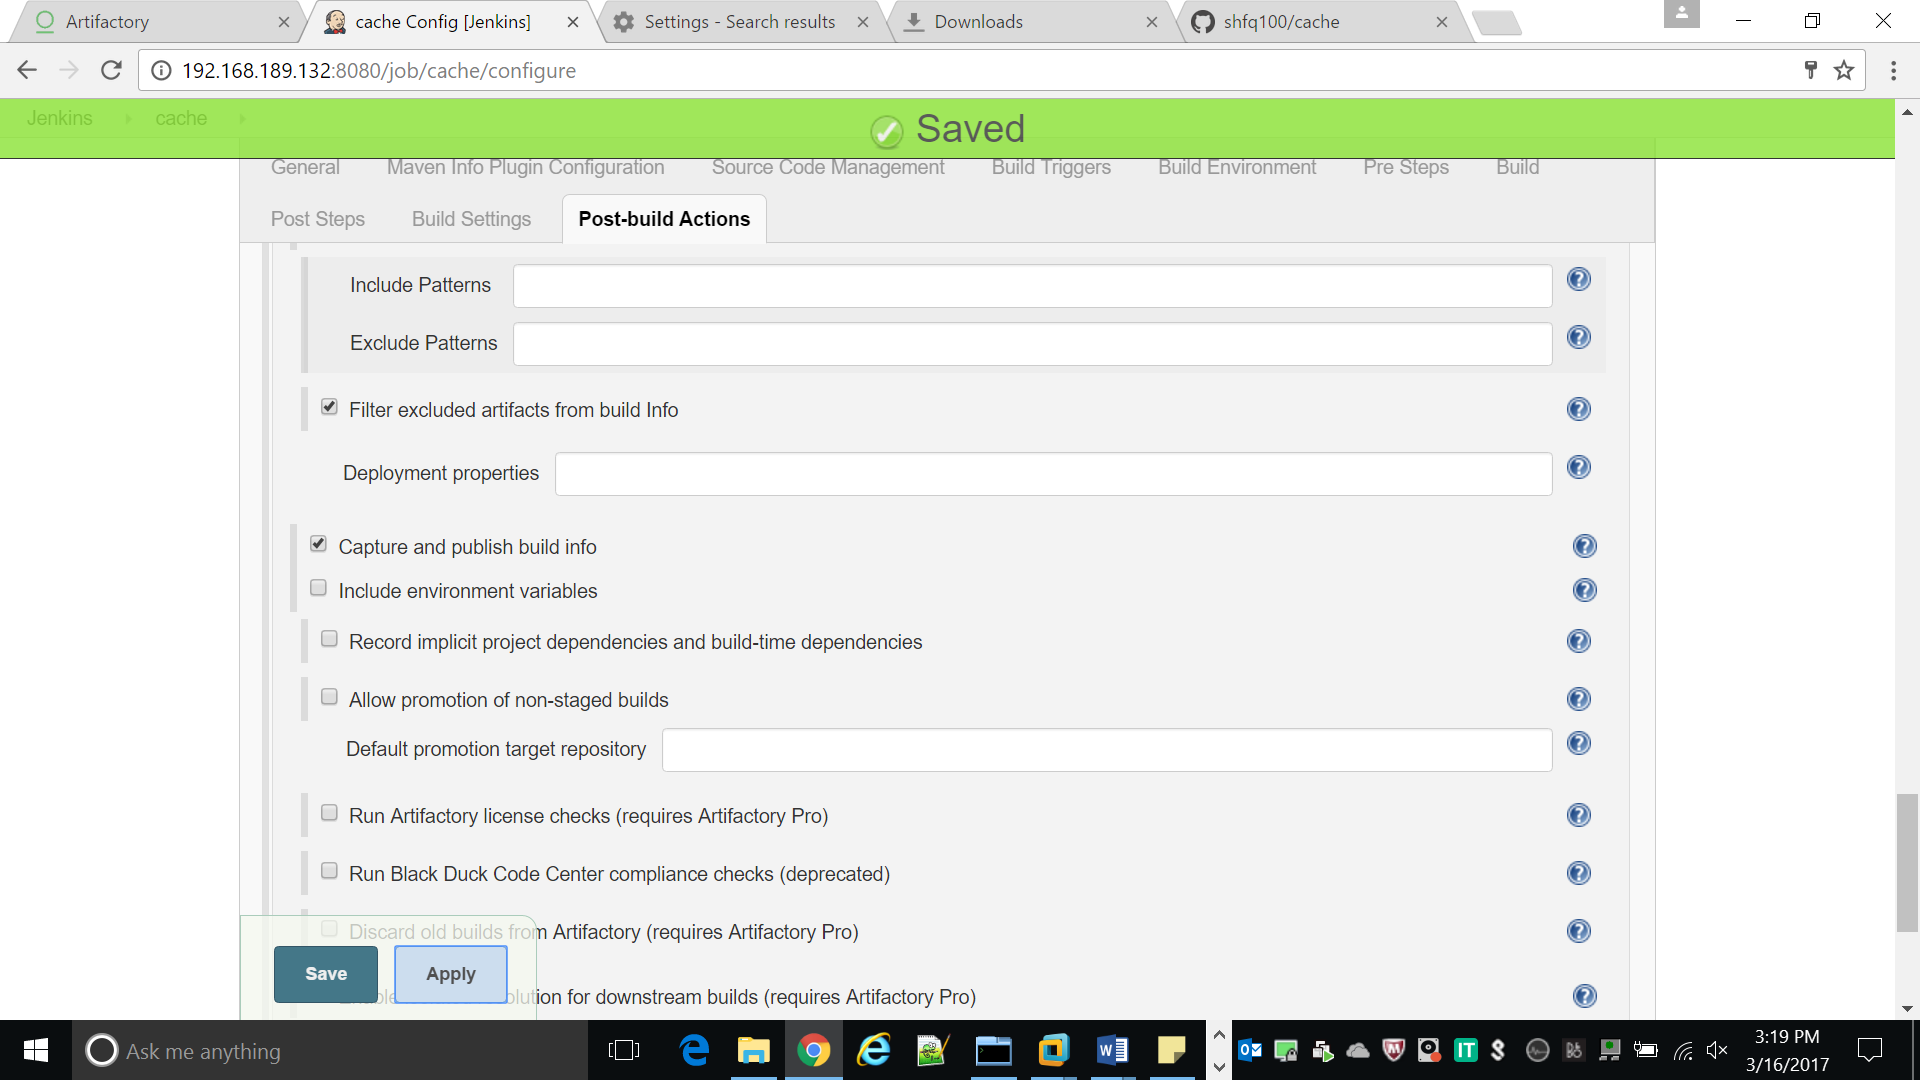 Artifactory
cache Config [Jenkins]
Settings - Search results
Downloads
shfq100/cache
192.168.189.132:8080/job/cache/configure
Jenkins cache
Saved
General Maven Info Plugin Configuration Source Code Management Build Triggers Build Environment Pre Steps Build
Post Steps Build Settings Post-build Actions
Include Patterns
Exclude Patterns
Filter excluded artifacts from build Info
Deployment properties
Capture and publish build info
Include environment variables
Record implicit project dependencies and build-time dependencies
Allow promotion of non-staged builds
Default promotion target repository
Run Artifactory license checks (requires Artifactory Pro)
Run Black Duck Code Center compliance checks (deprecated)
Discard old builds from Artifactory (requires Artifactory Pro)
Save Apply
for downstream builds (requires Artifactory Pro)
Ask me anything
3:19 PM
3/16/2017